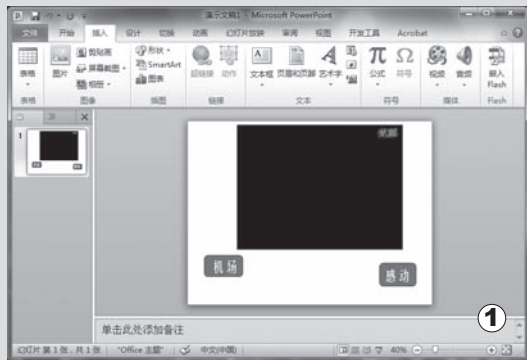 演示文稿1 - Microsoft PowerPoint
文件 开始 插入 设计 切换 动画 幻灯片放映 审阅 视图 开发工具 Acrobat
表格 图片 剪贴画 屏幕截图 相册 形状 SmartArt 图表 超链接 动作 文本框 页眉和页脚 艺术字 公式 符号 视频 音频 嵌入 Flash
表格 图像 插图 链接 文本 符号 媒体 Flash
1
机场
感动
单击此处添加备注
幻灯片 第 1 张，共 1 张 "Office 主题" 中文(中国) 40%
1